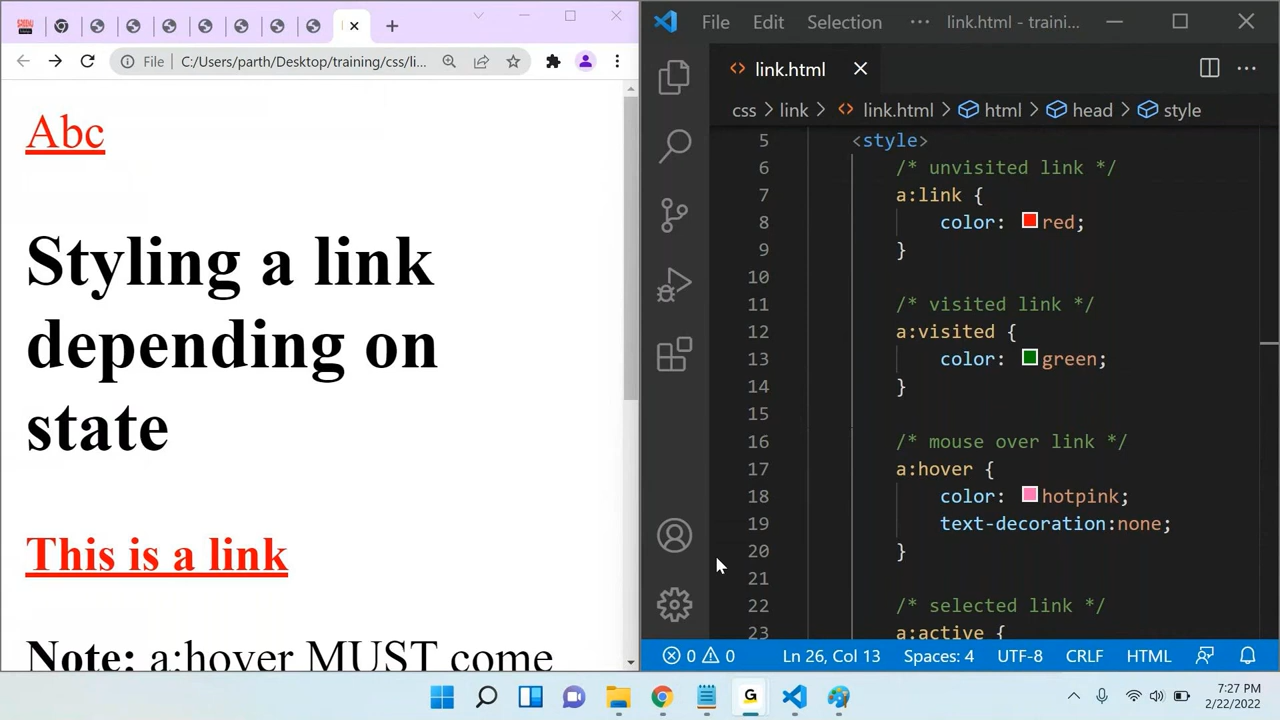 File C:/Users/parth/Desktop/training/css/li...
Abc
Styling a link
depending on
state
This is a link
Note: a:hover MUST come
File Edit Selection ··· link.html - traini...
link.html
css > link > link.html > html > head > style
5 <style>
6 /* unvisited link */
7 a:link {
8 color: red;
9 }
10
11 /* visited link */
12 a:visited {
13 color: green;
14 }
15
16 /* mouse over link */
17 a:hover {
18 color: hotpink;
19 text-decoration:none;
20 }
21
22 /* selected link */
23 a:active {
0 0 Ln 26, Col 13 Spaces: 4 UTF-8 CRLF HTML
G
7:27 PM
2/22/2022